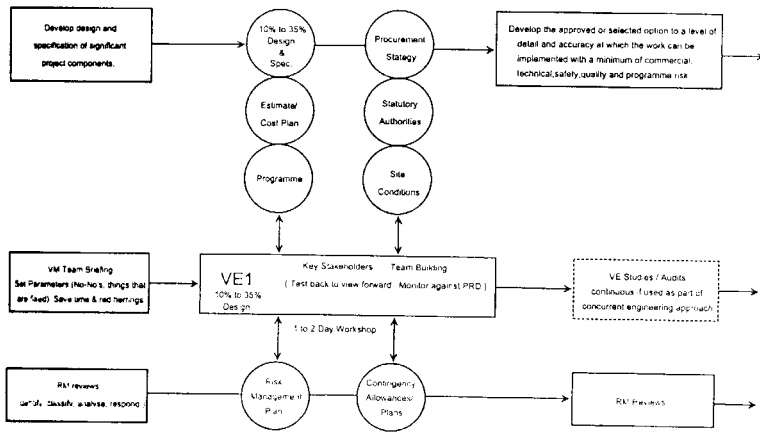 Develop design and
specification of significant
project components.
10% to 35%
Design
&
Spec.
Procurement
Stategy
Develop the approved or selected option to a level of
detail and accuracy at which the work can be
implemented with a minimum of commercial,
technical,safety,quality and programme risk
Estimate/
Cost Plan
Statutory
Authorities
Programme
Site
Conditions
VM Team Briefing
Set Parameters (No-No's, things that
are fixed) Save time & red herrings
VE1
10% to 35%
Design
Key Stakeholders Team Building
( Test back to view forward Monitor against PRD )
VE Studies / Audits
continuous if used as part of
concurrent engineering approach
1 to 2 Day Workshop
RM reviews
identify, classify, analyse, respond
Risk
Management
Plan
Contingency
Allowances/
Plans
RM Reviews